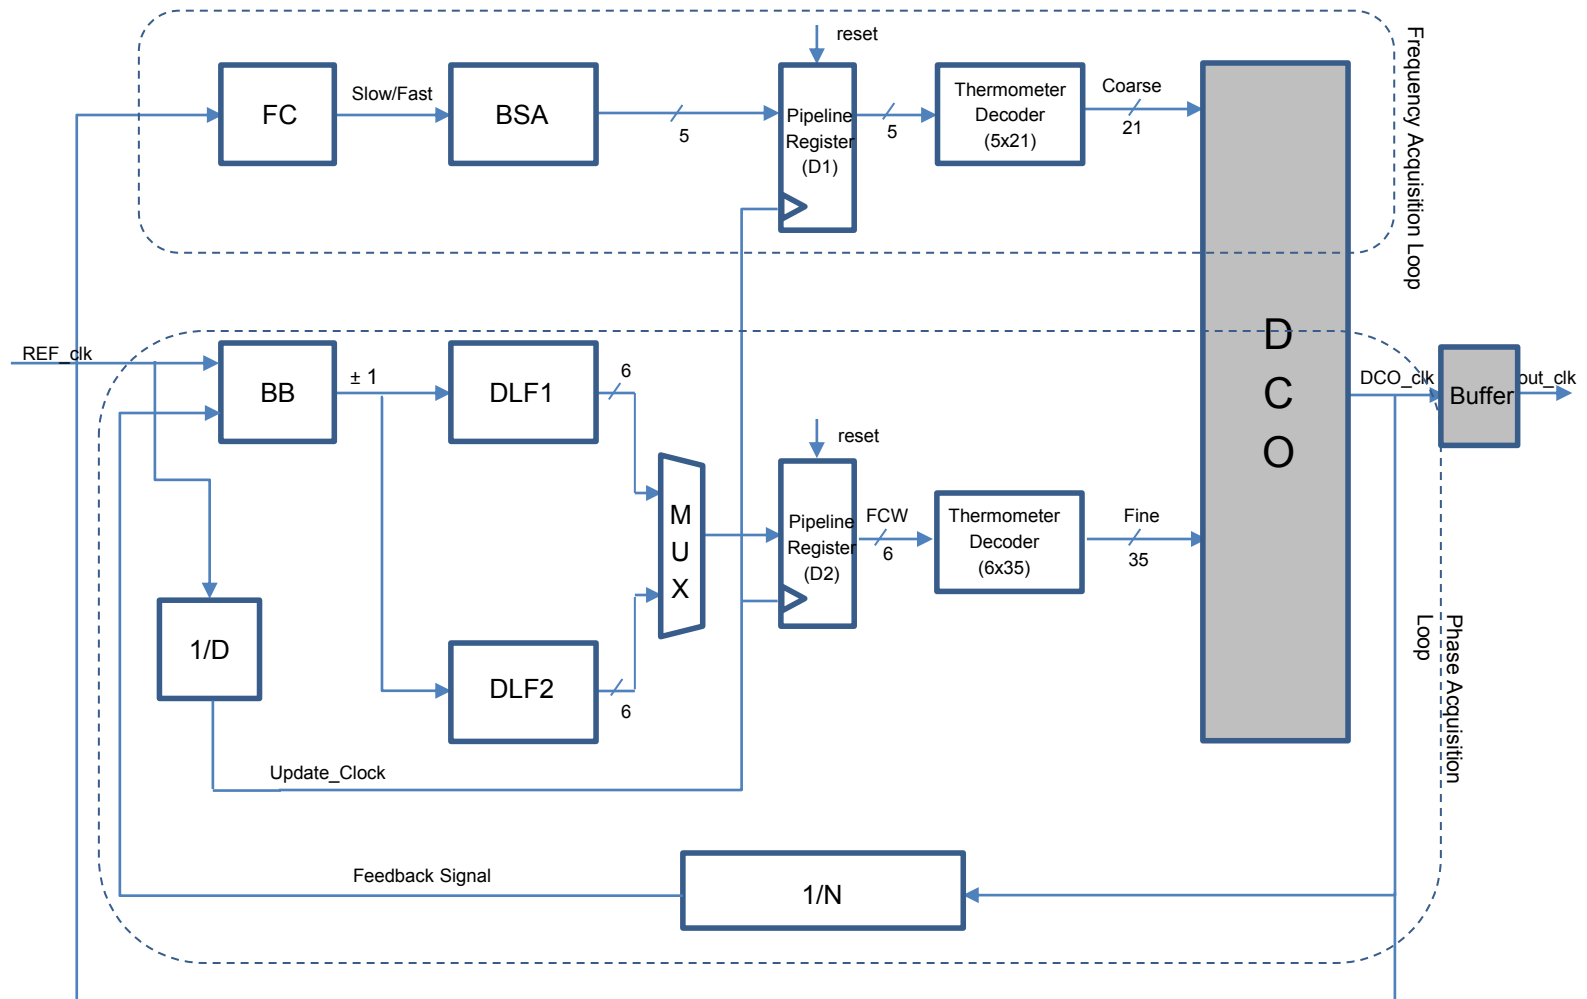 reset
Frequency Acquisition Loop
FC
Slow/Fast
BSA
5
Pipeline
Register
(D1)
5
Thermometer
Decoder
(5x21)
Coarse
21
REF_clk
BB
± 1
DLF1
6
D
C
O
DCO_clk
Buffer
out_clk
reset
M
U
X
Pipeline
Register
(D2)
FCW
6
Thermometer
Decoder
(6x35)
Fine
35
1/D
DLF2
6
Phase Acquisition
Loop
Update_Clock
Feedback Signal
1/N